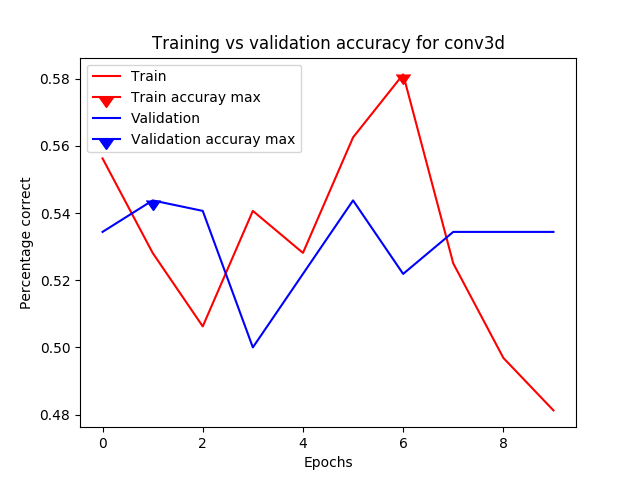 Training vs validation accuracy for conv3d
Train
Train accuray max
Validation
Validation accuray max
Percentage correct
0.58
0.56
0.54
0.52
0.50
0.48
0 2 4 6 8
Epochs